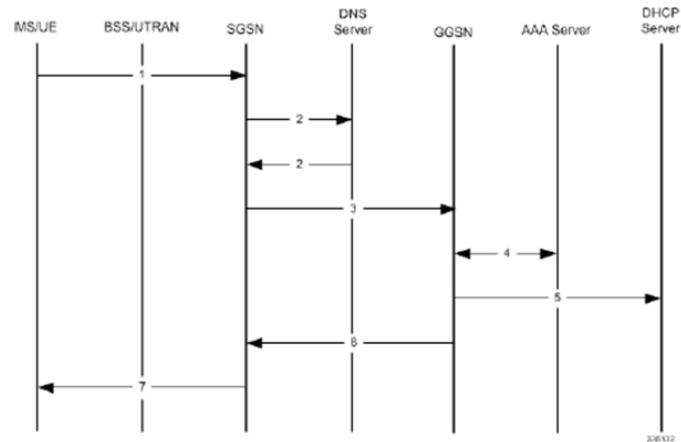 MS/UE
BSS/UTRAN
SGSN
DNS
Server
GGSN
AAA Server
DHCP
Server
1
2
2
3
4
5
6
7